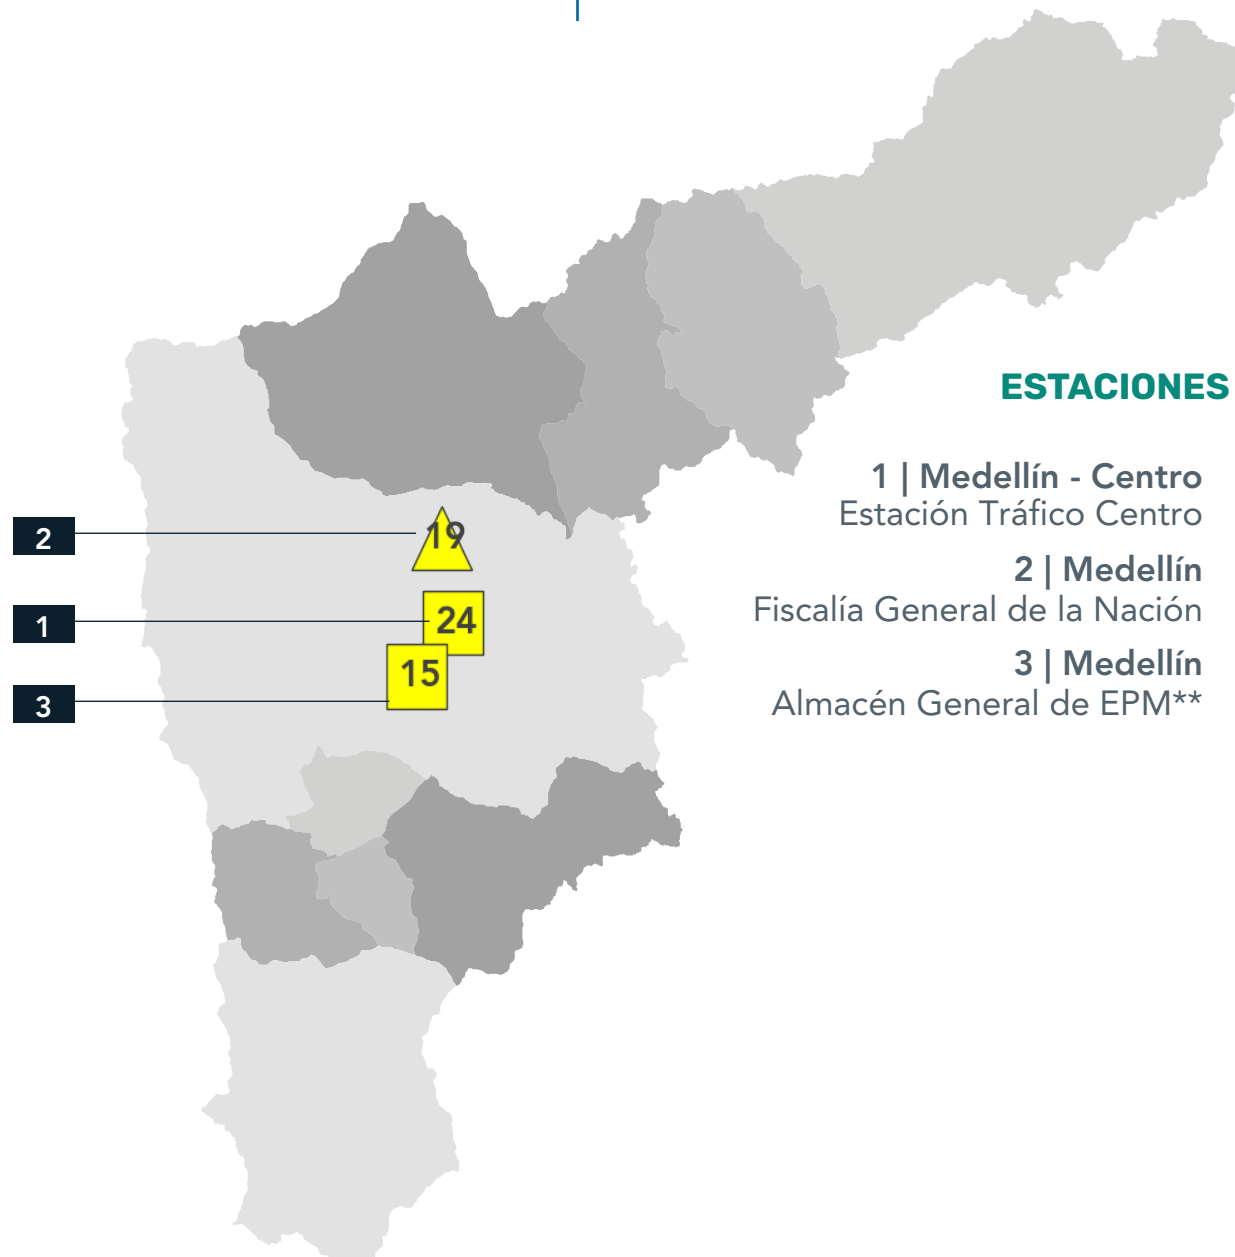 ESTACIONES
1 | Medellín - Centro
Estación Tráfico Centro
2 | Medellín
Fiscalía General de la Nación
3 | Medellín
Almacén General de EPM**
2
19
1
24
15
3